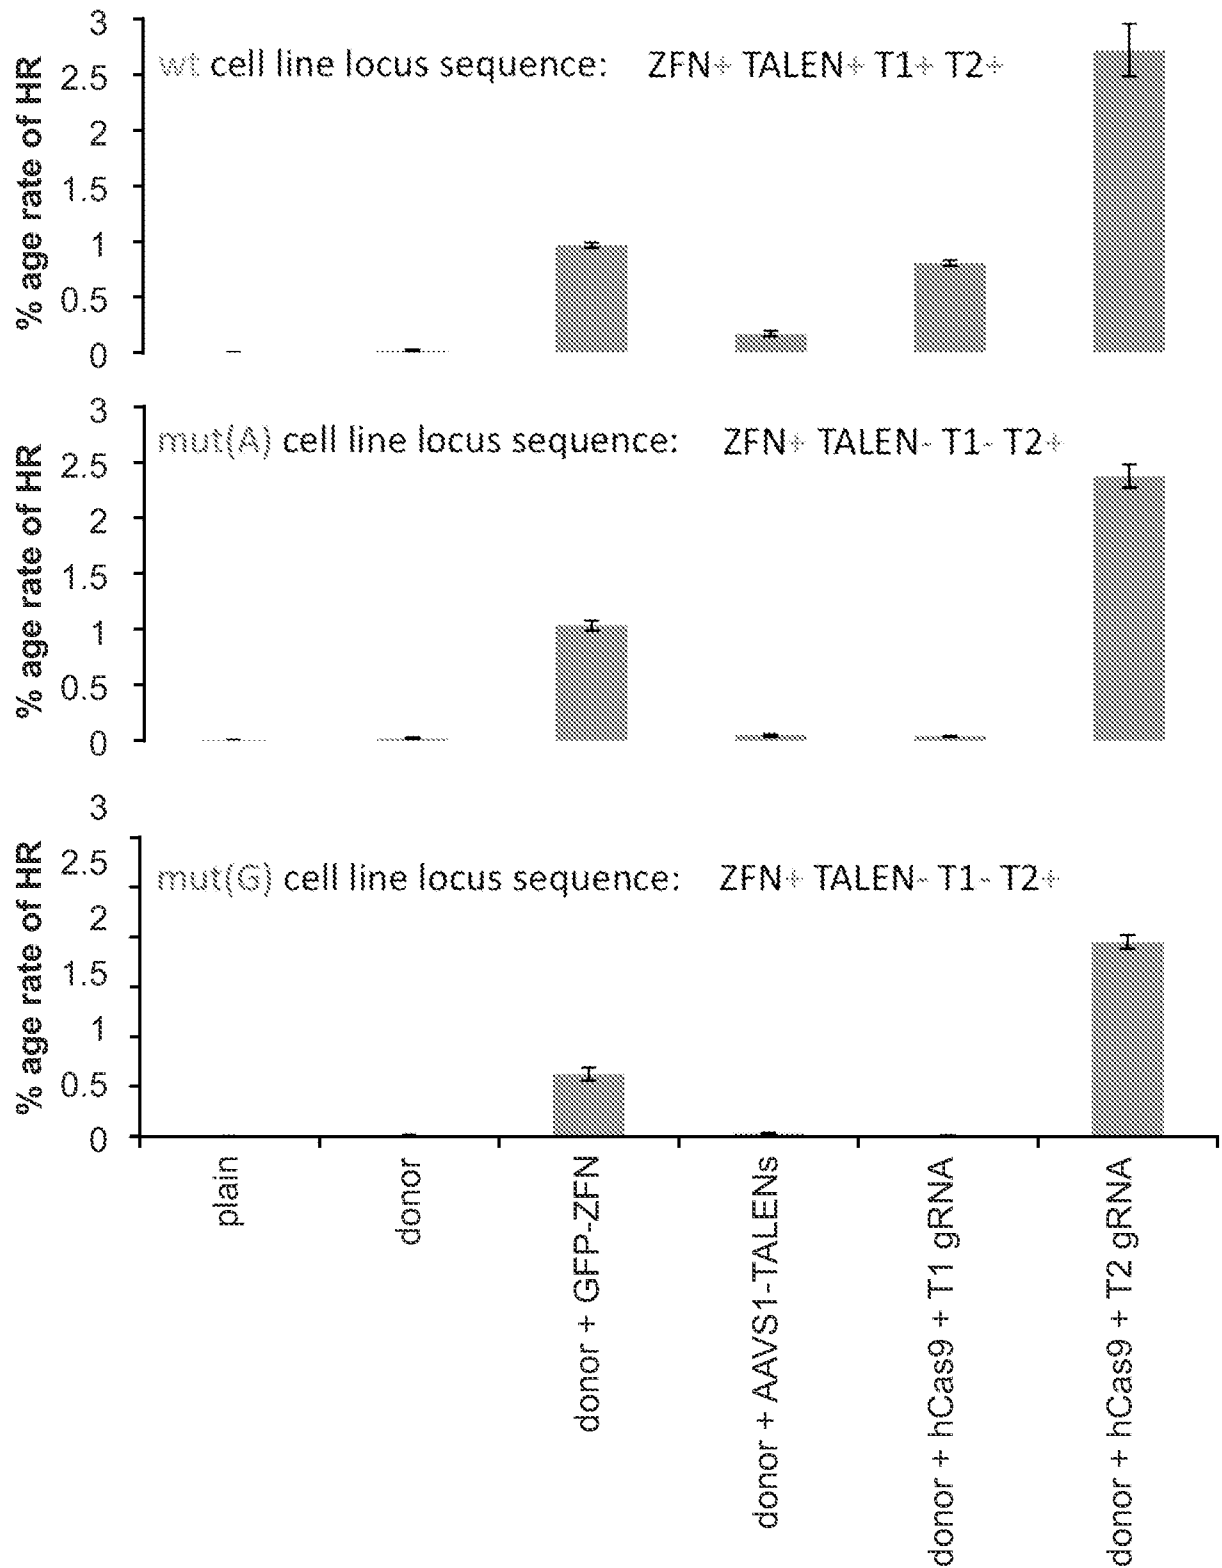 % age rate of HR
3
2.5
2
1.5
1
0.5
0
wt cell line locus sequence: ZFN+ TALEN+ T1+ T2+
% age rate of HR
3
2.5
2
1.5
1
0.5
0
mut(A) cell line locus sequence: ZFN+ TALEN- T1- T2+
% age rate of HR
3
2.5
2
1.5
1
0.5
0
mut(G) cell line locus sequence: ZFN+ TALEN- T1- T2+
plain
donor
donor + GFP-ZFN
donor + AAVS1-TALENs
donor + hCas9 + T1 gRNA
donor + hCas9 + T2 gRNA